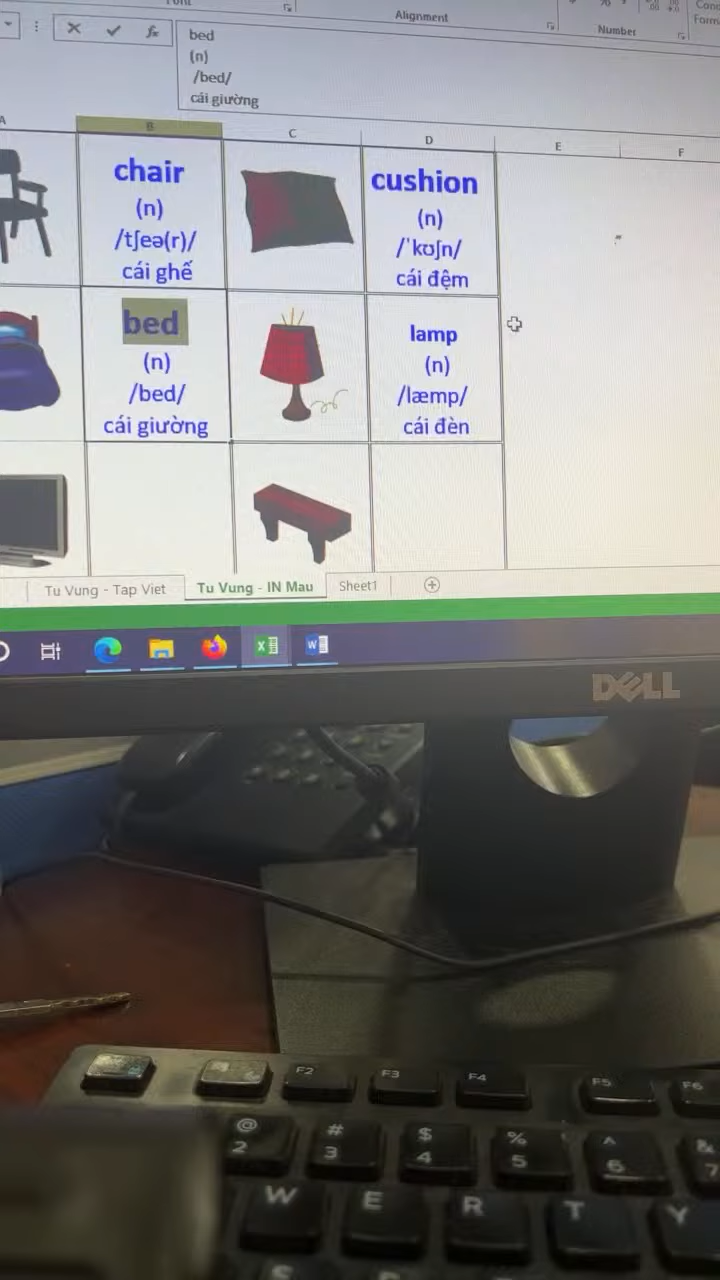 Font
Alignment
Number
bed
(n)
/bed/
cái giường
A
B
C
D
E
F
chair
(n)
/tʃeə(r)/
cái ghế
cushion
(n)
/ˈkʊʃn/
cái đệm
bed
(n)
/bed/
cái giường
lamp
(n)
/læmp/
cái đèn
Tu Vung - Tap Viet
Tu Vung - IN Mau
Sheet1
DELL
F2
F3
F4
F5
F6
@
2
#
3
$
4
%
5
^
6
&
7
W
E
R
T
Y